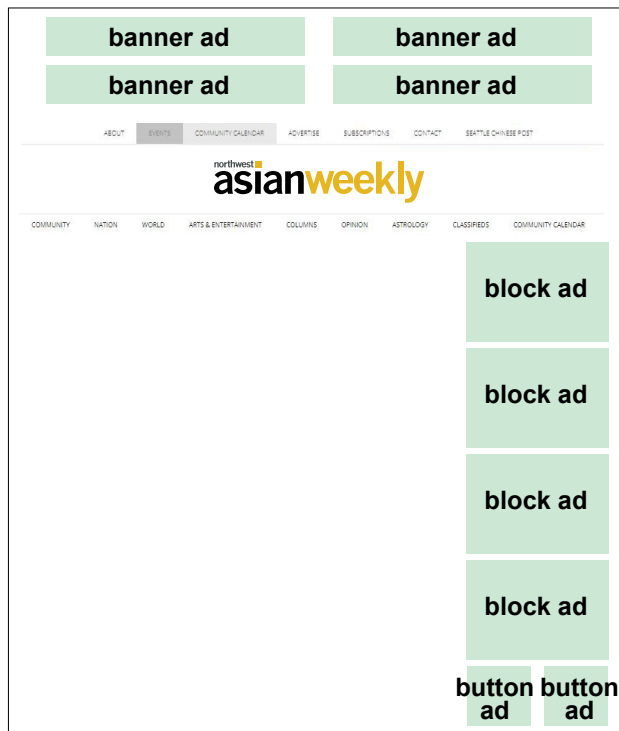 banner ad banner ad
banner ad banner ad
ABOUT EVENTS COMMUNITY CALENDAR ADVERTISE SUBSCRIPTIONS CONTACT SEATTLE CHINESE POST
northwest
asianweekly
COMMUNITY NATION WORLD ARTS & ENTERTAINMENT COLUMNS OPINION ASTROLOGY CLASSIFIEDS COMMUNITY CALENDAR
block ad
block ad
block ad
block ad
button button
ad ad